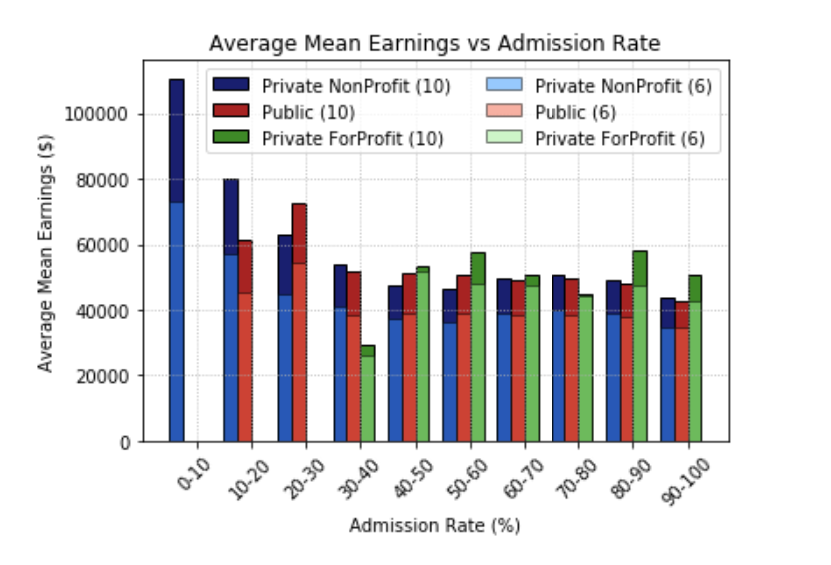 Average Mean Earnings vs Admission Rate
Private NonProfit (10)
Public (10)
Private ForProfit (10)
Private NonProfit (6)
Public (6)
Private ForProfit (6)
Average Mean Earnings ($)
100000
80000
60000
40000
20000
0
0-10
10-20
20-30
30-40
40-50
50-60
60-70
70-80
80-90
90-100
Admission Rate (%)